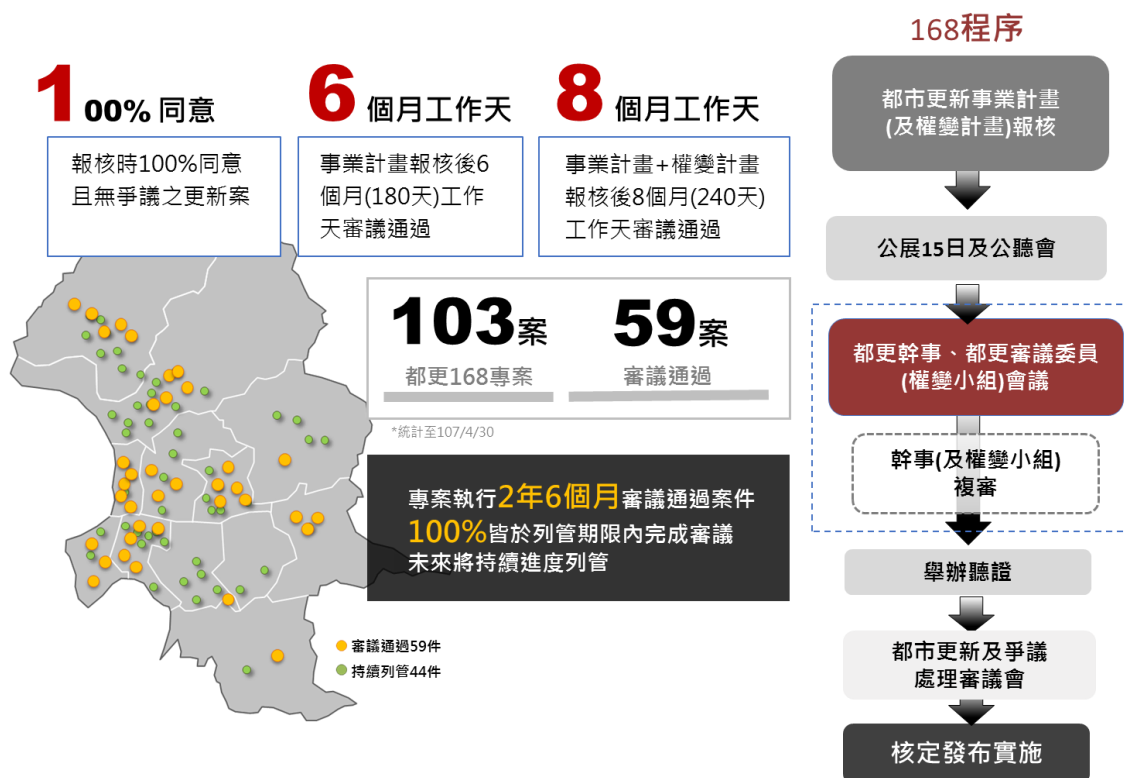 100% 同意
報核時100%同意
且無爭議之更新案
6個月工作天
事業計畫報核後6
個月(180天)工作
天審議通過
8個月工作天
事業計畫+權變計畫
報核後8個月(240天)
工作天審議通過
103案
都更168專案
59案
審議通過
*統計至107/4/30
專案執行2年6個月審議通過案件
100%皆於列管期限內完成審議
未來將持續進度列管
審議通過59件
持續列管44件
168程序
都市更新事業計畫
(及權變計畫)報核
公展15日及公聽會
都更幹事、都更審議委員
(權變小組)會議
幹事(及權變小組)
複審
舉辦聽證
都市更新及爭議
處理審議會
核定發布實施